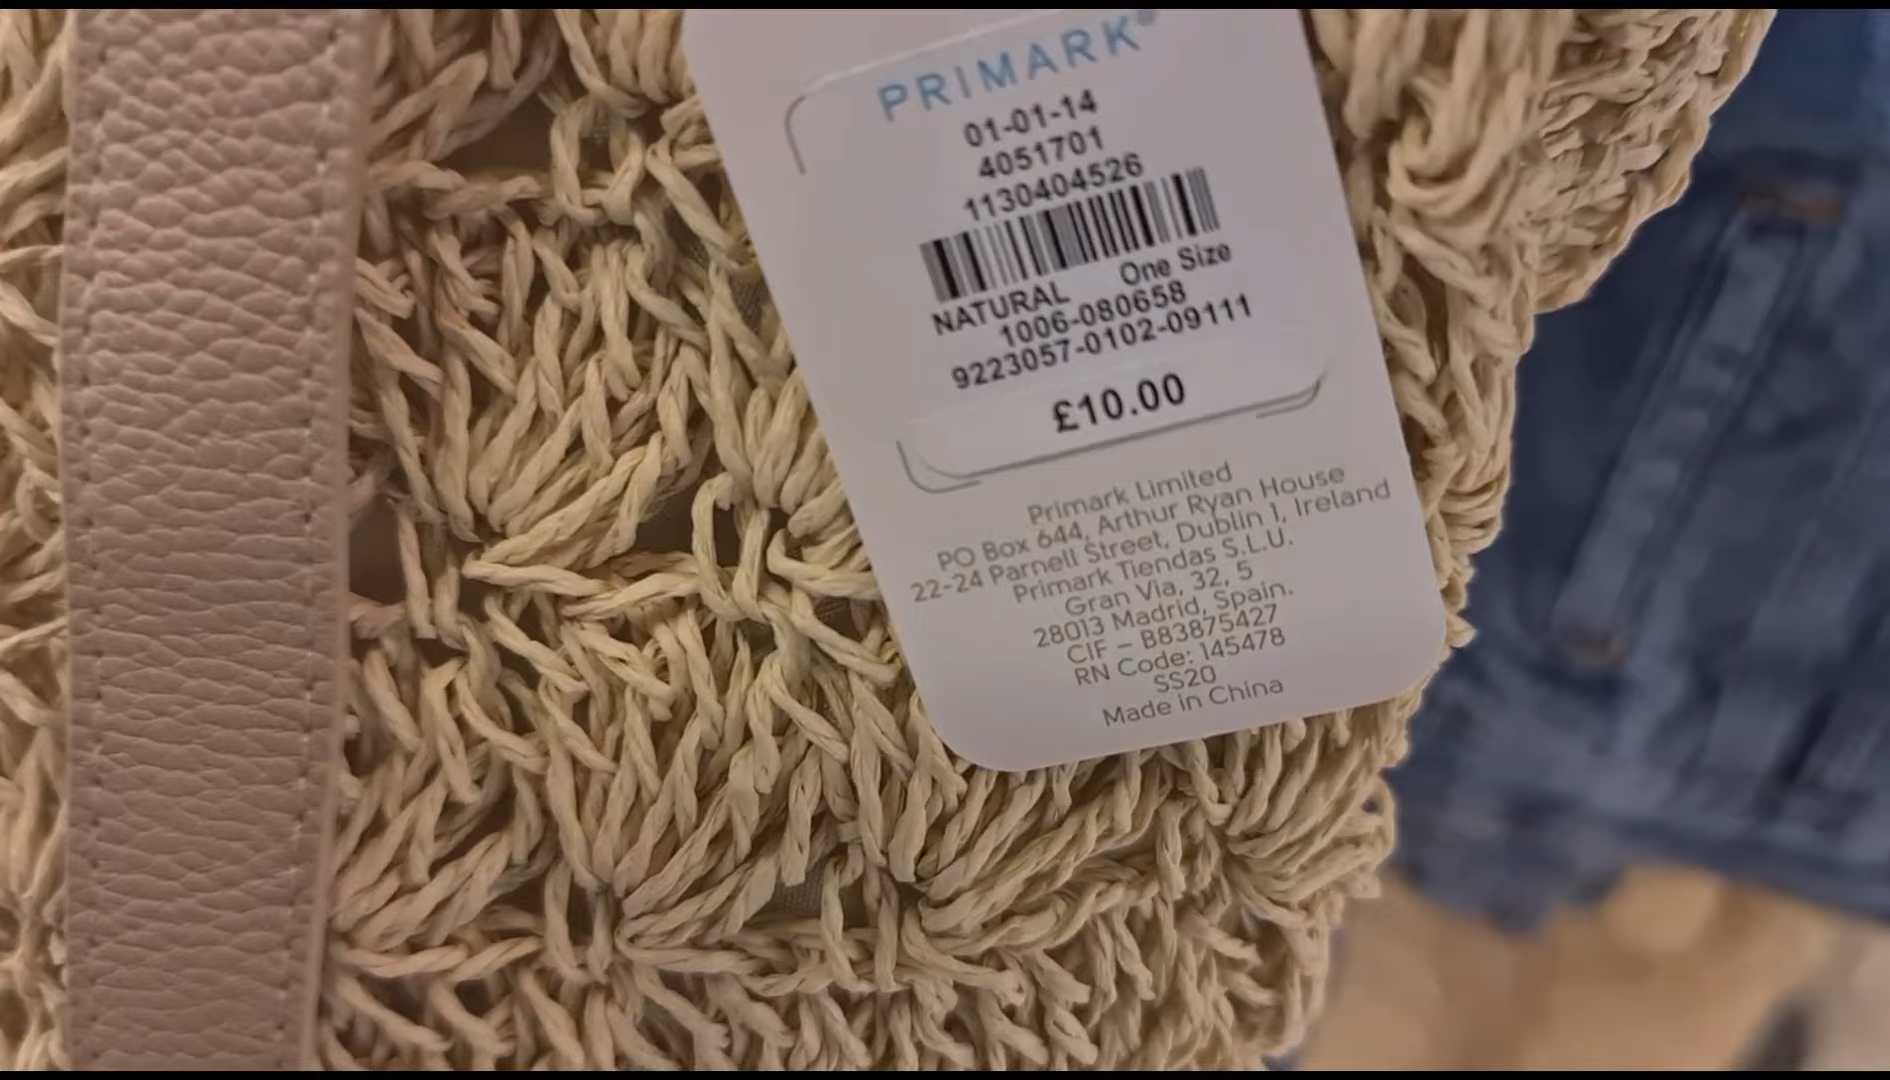 PRIMARK®
01-01-14
4051701
1130404526
NATURAL One Size
1006-080658
9223057-0102-09111
£10.00
Primark Limited
PO Box 644, Arthur Ryan House
22-24 Parnell Street, Dublin 1, Ireland
Primark Tiendas S.L.U.
Gran Via, 32, 5
28013 Madrid, Spain.
CIF – B83875427
RN Code: 145478
SS20
Made in China